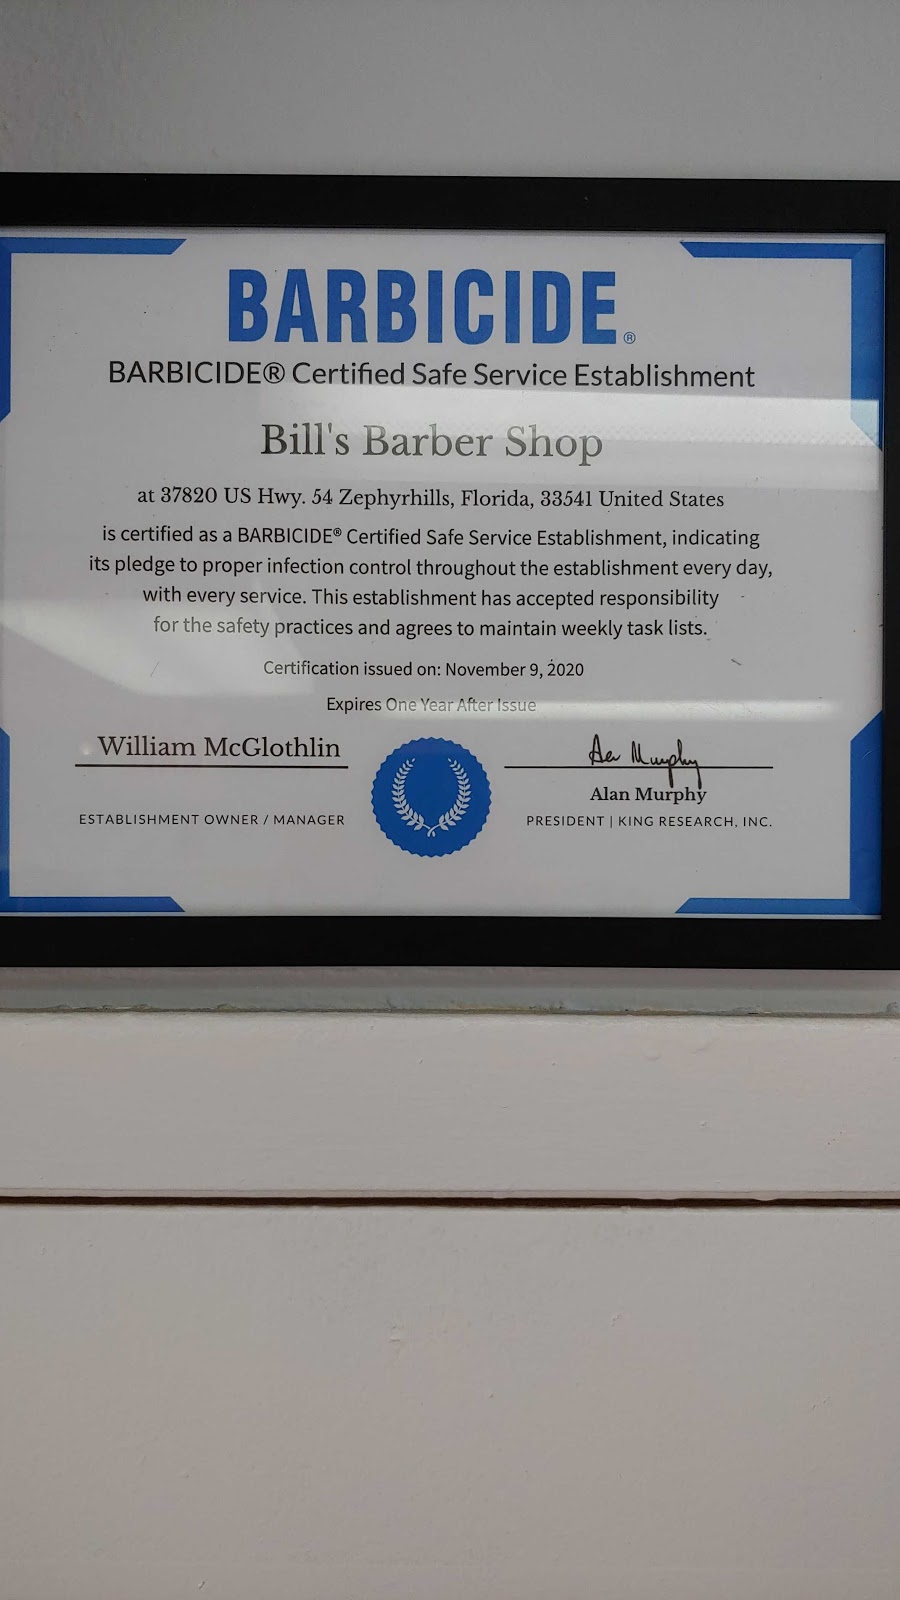 BARBICIDE®
BARBICIDE® Certified Safe Service Establishment
Bill's Barber Shop
at 37820 US Hwy. 54 Zephyrhills, Florida, 33541 United States
is certified as a BARBICIDE® Certified Safe Service Establishment, indicating
its pledge to proper infection control throughout the establishment every day,
with every service. This establishment has accepted responsibility
for the safety practices and agrees to maintain weekly task lists.
Certification issued on: November 9, 2020
Expires One Year After Issue
William McGlothlin
ESTABLISHMENT OWNER / MANAGER
Alan Murphy
PRESIDENT | KING RESEARCH, INC.